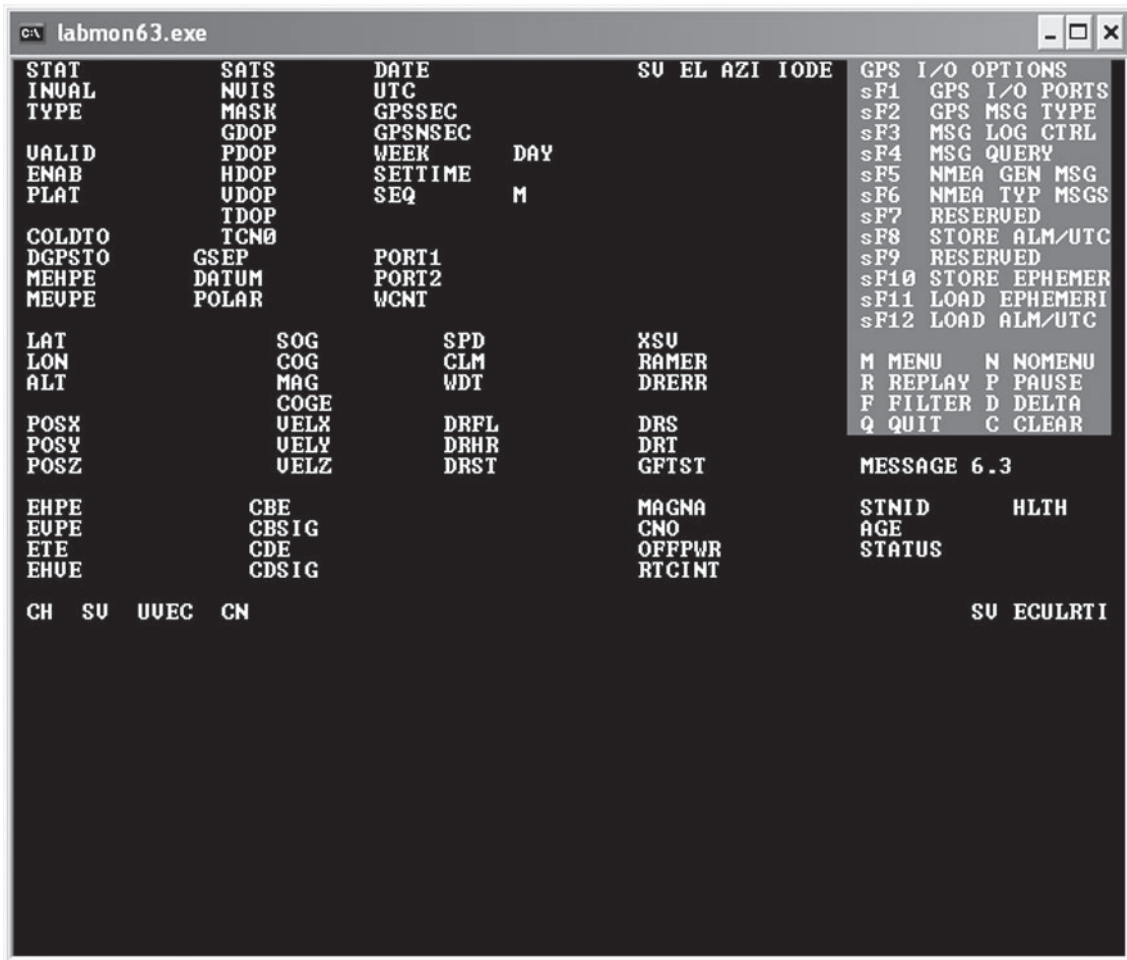 labmon63.exe
STAT SATS DATE SV EL AZI IODE GPS I/O OPTIONS
INVAL NVIS UTC sF1 GPS I/O PORTS
TYPE MASK GPSSEC sF2 GPS MSG TYPE
GDOP GPSNSEC sF3 MSG LOG CTRL
VALID PDOP WEEK DAY sF4 MSG QUERY
ENAB HDOP SETTIME sF5 NMEA GEN MSG
PLAT VDOP SEQ M sF6 NMEA TYP MSGS
TDOP sF7 RESERVED
COLDTO TCN0 sF8 STORE ALM/UTC
DGPSTO GSEP PORT1 sF9 RESERVED
MEHPE DATUM PORT2 sF10 STORE EPHEMER
MEVPE POLAR WCNT sF11 LOAD EPHEMERI
sF12 LOAD ALM/UTC
LAT SOG SPD XSV
LON COG CLM RAMER M MENU N NOMENU
ALT MAG WDT DRERR R REPLAY P PAUSE
COGE F FILTER D DELTA
POSX VELX DRFL DRS Q QUIT C CLEAR
POSY VELY DRHR DRT
POSZ VELZ DRST GFTST MESSAGE 6.3
EHPE CBE MAGNA STNID HLTH
EVPE CBSIG CNO AGE
ETE CDE OFFPWR STATUS
EHVE CDSIG RTCINT
CH SV UVEC CN SV ECULRTI